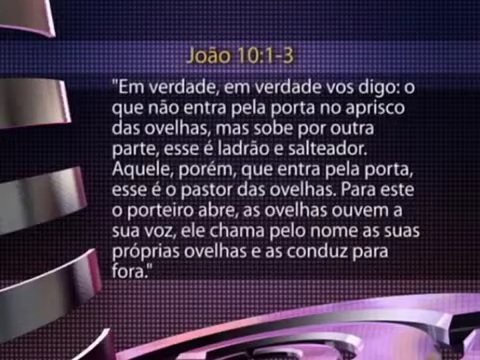 João 10:1-3
"Em verdade, em verdade vos digo: o
que não entra pela porta no aprisco
das ovelhas, mas sobe por outra
parte, esse é ladrão e salteador.
Aquele, porém, que entra pela porta,
esse é o pastor das ovelhas. Para este
o porteiro abre, as ovelhas ouvem a
sua voz, ele chama pelo nome as suas
próprias ovelhas e as conduz para
fora."